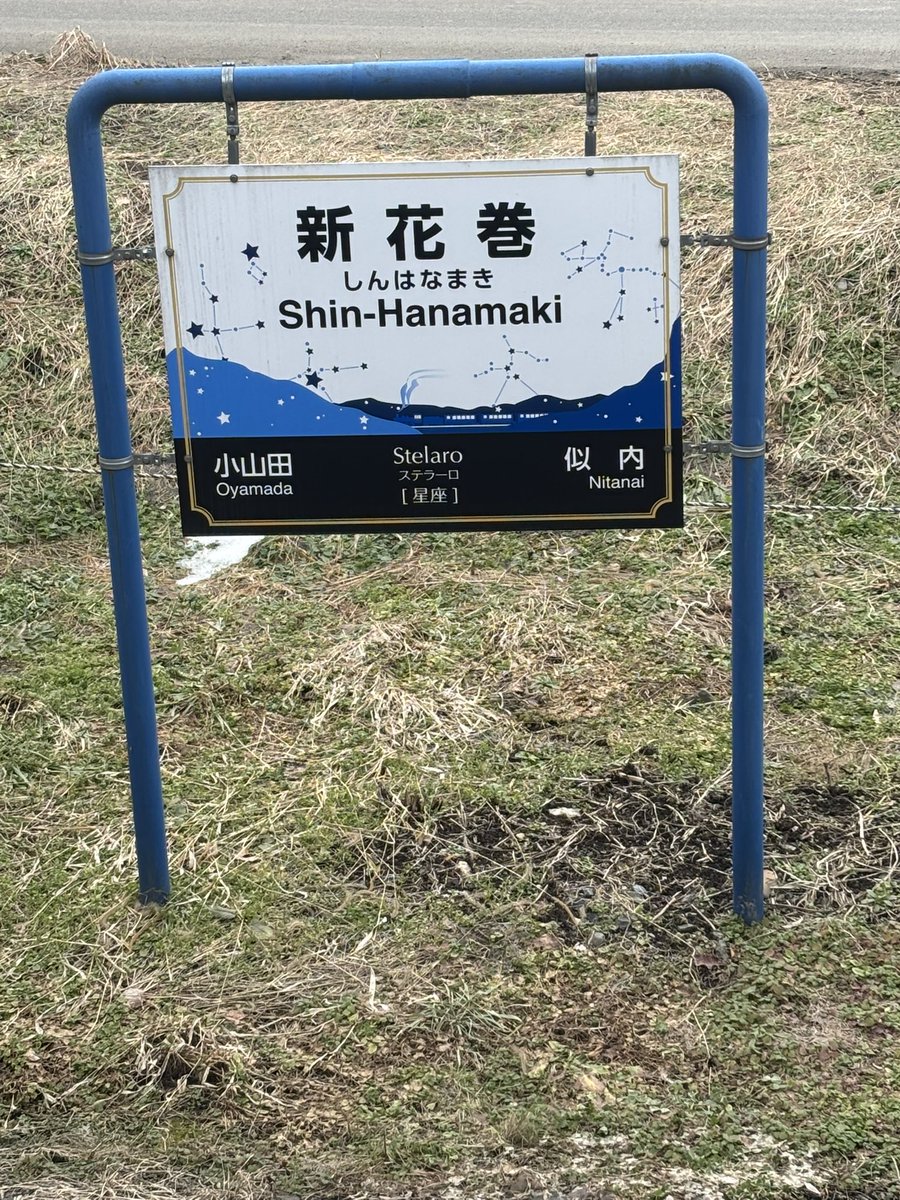 新花巻
しんはなまき
Shin-Hanamaki
小山田
Oyamada
Stelaro
ステラーロ
[星座]
似内
Nitanai